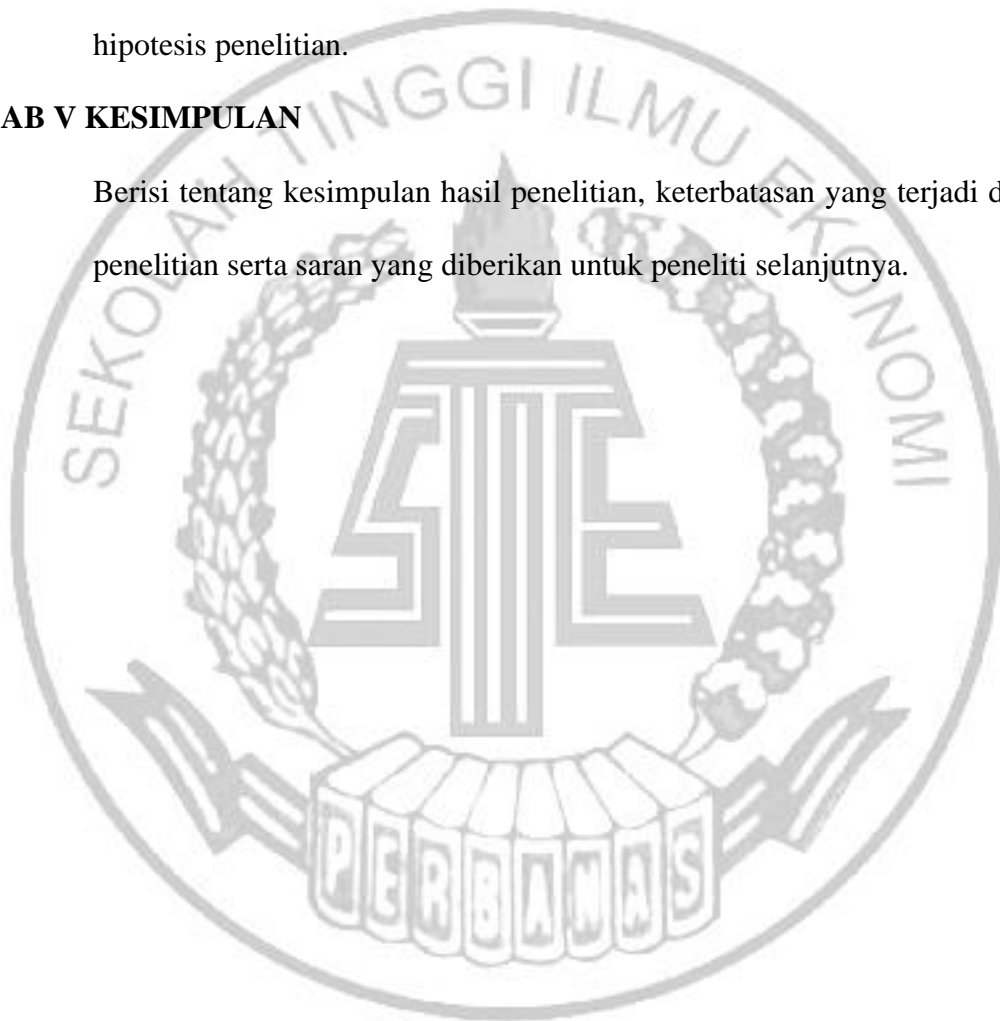 hipotesis penelitian.
AB V KESIMPULAN
Berisi tentang kesimpulan hasil penelitian, keterbatasan yang terjadi d
penelitian serta saran yang diberikan untuk peneliti selanjutnya.
SEKOLAH TINGGI ILMU EKONOMI
STIE
PERBANAS